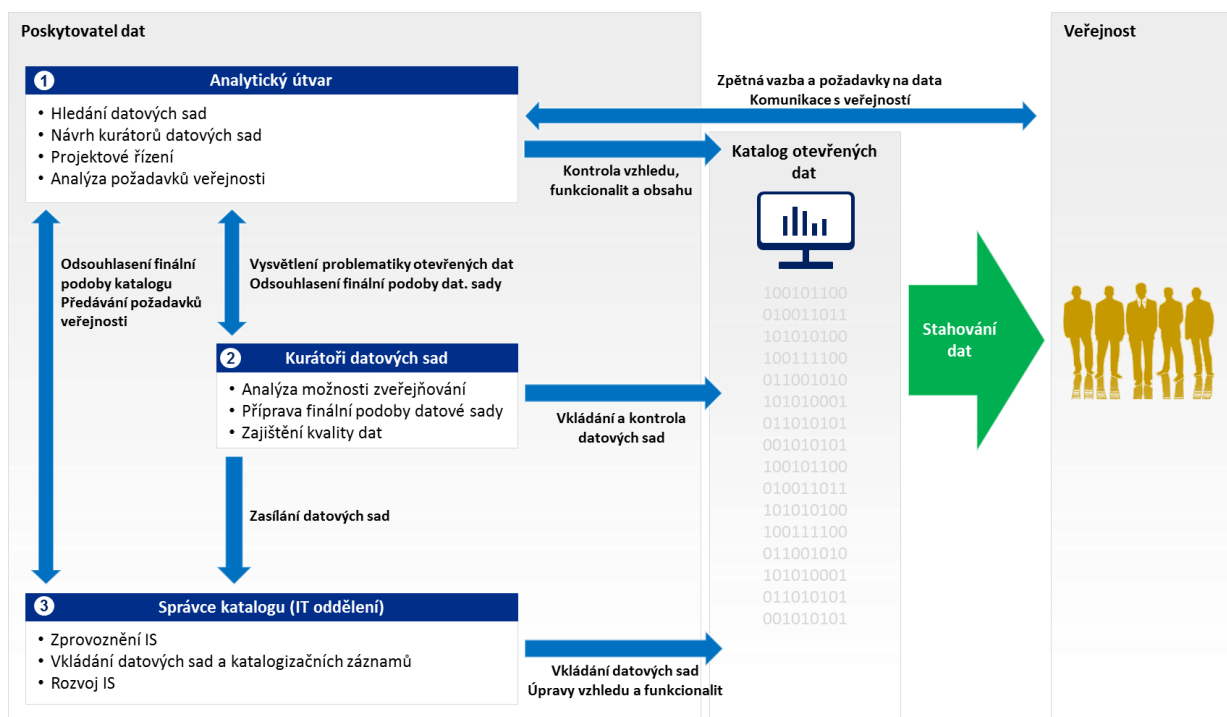 Poskytovatel dat
Veřejnost
1
Analytický útvar
• Hledání datových sad
• Návrh kurátorů datových sad
• Projektové řízení
• Analýza požadavků veřejnosti
Zpětná vazba a požadavky na data
Komunikace s veřejností
Kontrola vzhledu,
funkcionalit a obsahu
Katalog otevřených
dat
Odsouhlasení finální
podoby katalogu
Předávání požadavků
veřejnosti
Vysvětlení problematiky otevřených dat
Odsouhlasení finální podoby dat. sady
2
Kurátoři datových sad
• Analýza možnosti zveřejňování
• Příprava finální podoby datové sady
• Zajištění kvality dat
Vkládání a kontrola
datových sad
100101100
010011011
101010100
100111100
011001010
101010001
011010101
001010101
100101100
010011011
101010100
100111100
011001010
101010001
011010101
001010101
Stahování
dat
Zasílání datových sad
3
Správce katalogu (IT oddělení)
• Zprovoznění IS
• Vkládání datových sad a katalogizačních záznamů
• Rozvoj IS
Vkládání datových sad
Úpravy vzhledu a funkcionalit